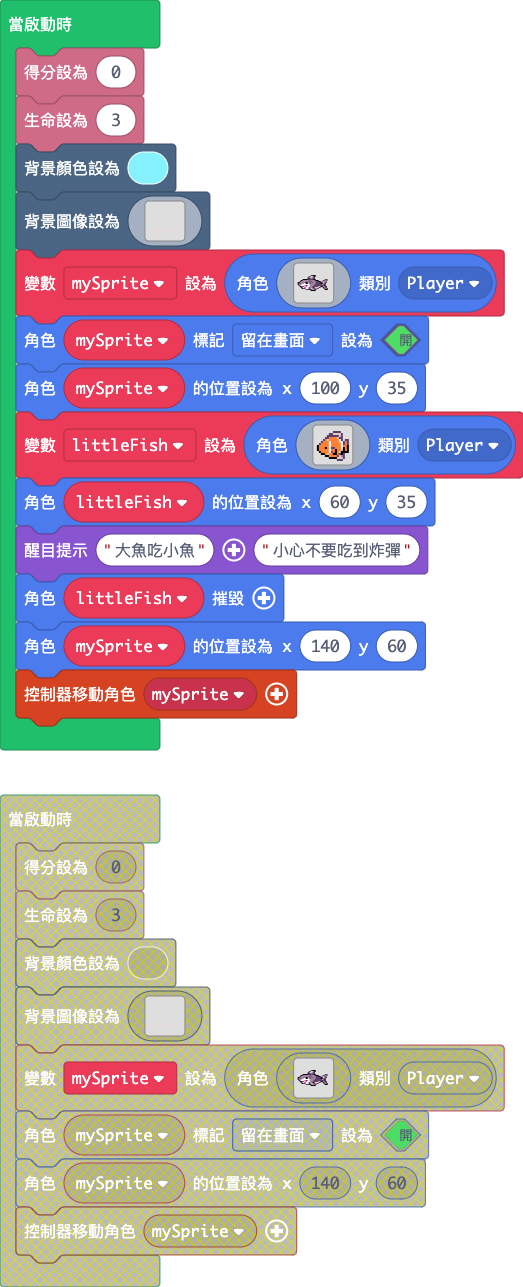 當啟動時
得分設為 0
生命設為 3
背景顏色設為
背景圖像設為
變數 mySprite 設為 角色 類別 Player
角色 mySprite 標記 留在畫面 設為 開
角色 mySprite 的位置設為 x 100 y 35
變數 littleFish 設為 角色 類別 Player
角色 littleFish 的位置設為 x 60 y 35
醒目提示 "大魚吃小魚" "小心不要吃到炸彈"
角色 littleFish 摧毀
角色 mySprite 的位置設為 x 140 y 60
控制器移動角色 mySprite
當啟動時
得分設為 0
生命設為 3
背景顏色設為
背景圖像設為
變數 mySprite 設為 角色 類別 Player
角色 mySprite 標記 留在畫面 設為 開
角色 mySprite 的位置設為 x 140 y 60
控制器移動角色 mySprite